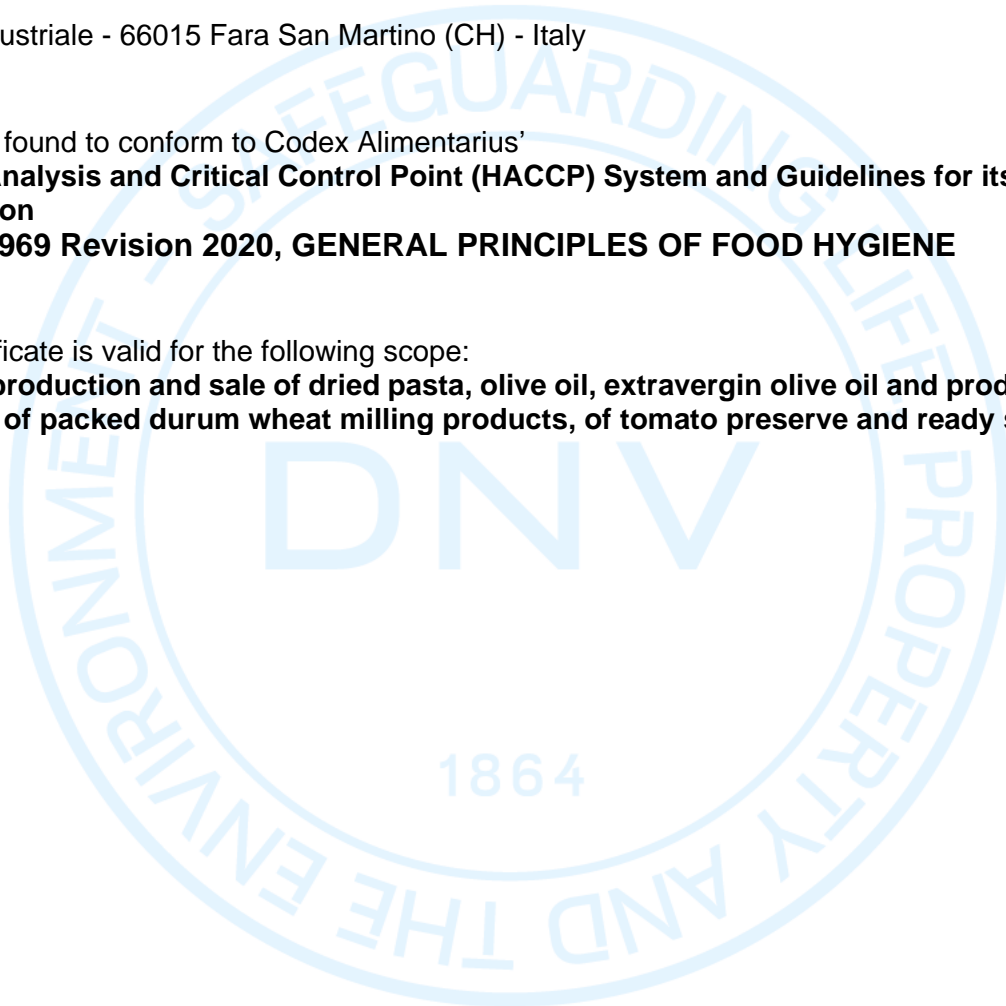 ustriale - 66015 Fara San Martino (CH) - Italy
found to conform to Codex Alimentarius’
nalysis and Critical Control Point (HACCP) System and Guidelines for its
on
969 Revision 2020, GENERAL PRINCIPLES OF FOOD HYGIENE
ficate is valid for the following scope:
production and sale of dried pasta, olive oil, extravergin olive oil and prod
of packed durum wheat milling products, of tomato preserve and ready
SAFEGUARDING LIFE PROPERTY AND THE ENVIRONMENT
DNV
1864